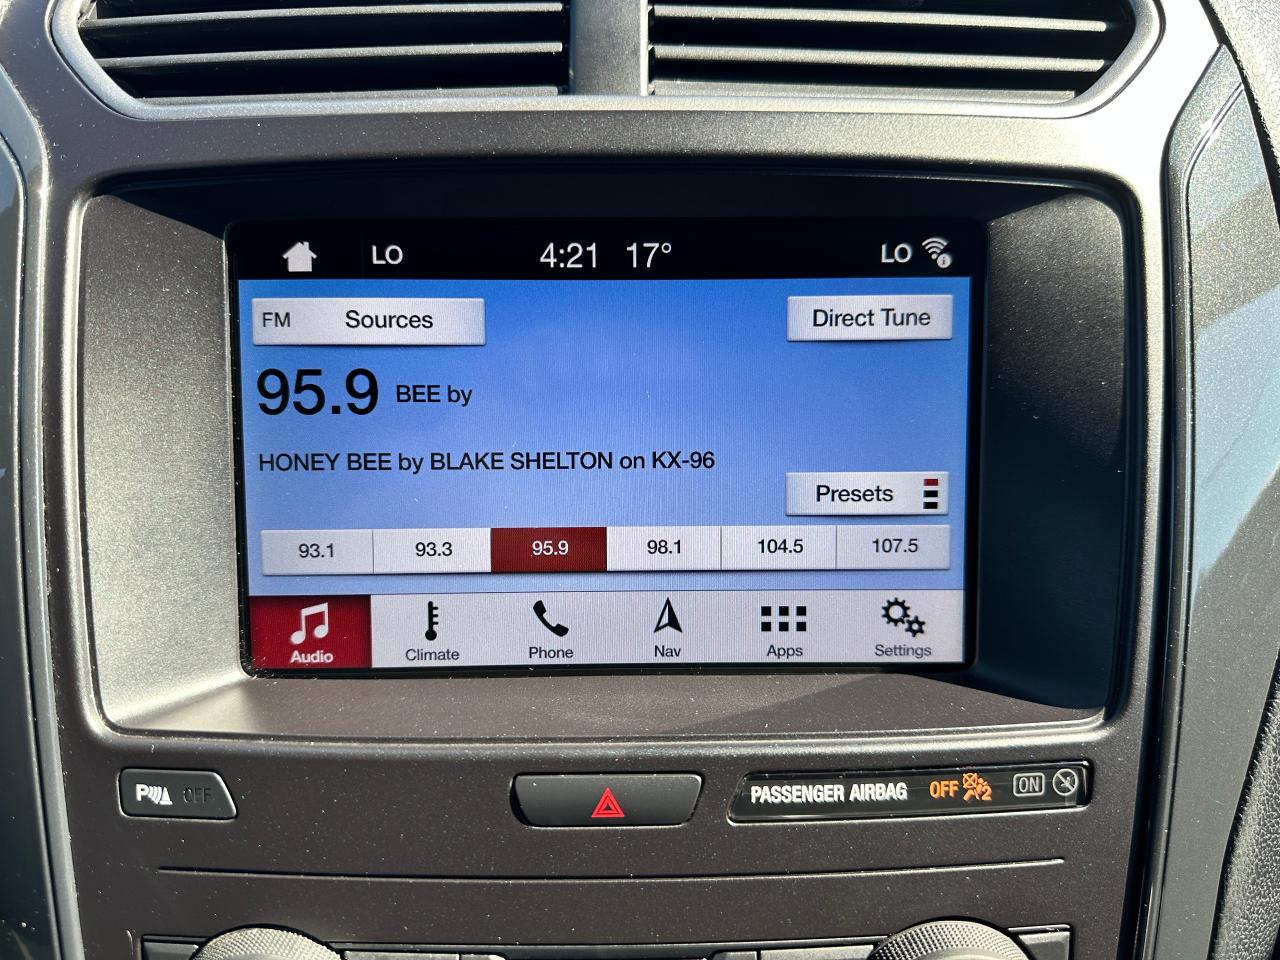 LO 4:21 17° LO
FM Sources Direct Tune
95.9 BEE by
HONEY BEE by BLAKE SHELTON on KX-96
Presets
93.1 93.3 95.9 98.1 104.5 107.5
Audio Climate Phone Nav Apps Settings
P OFF
PASSENGER AIRBAG OFF 2 ON